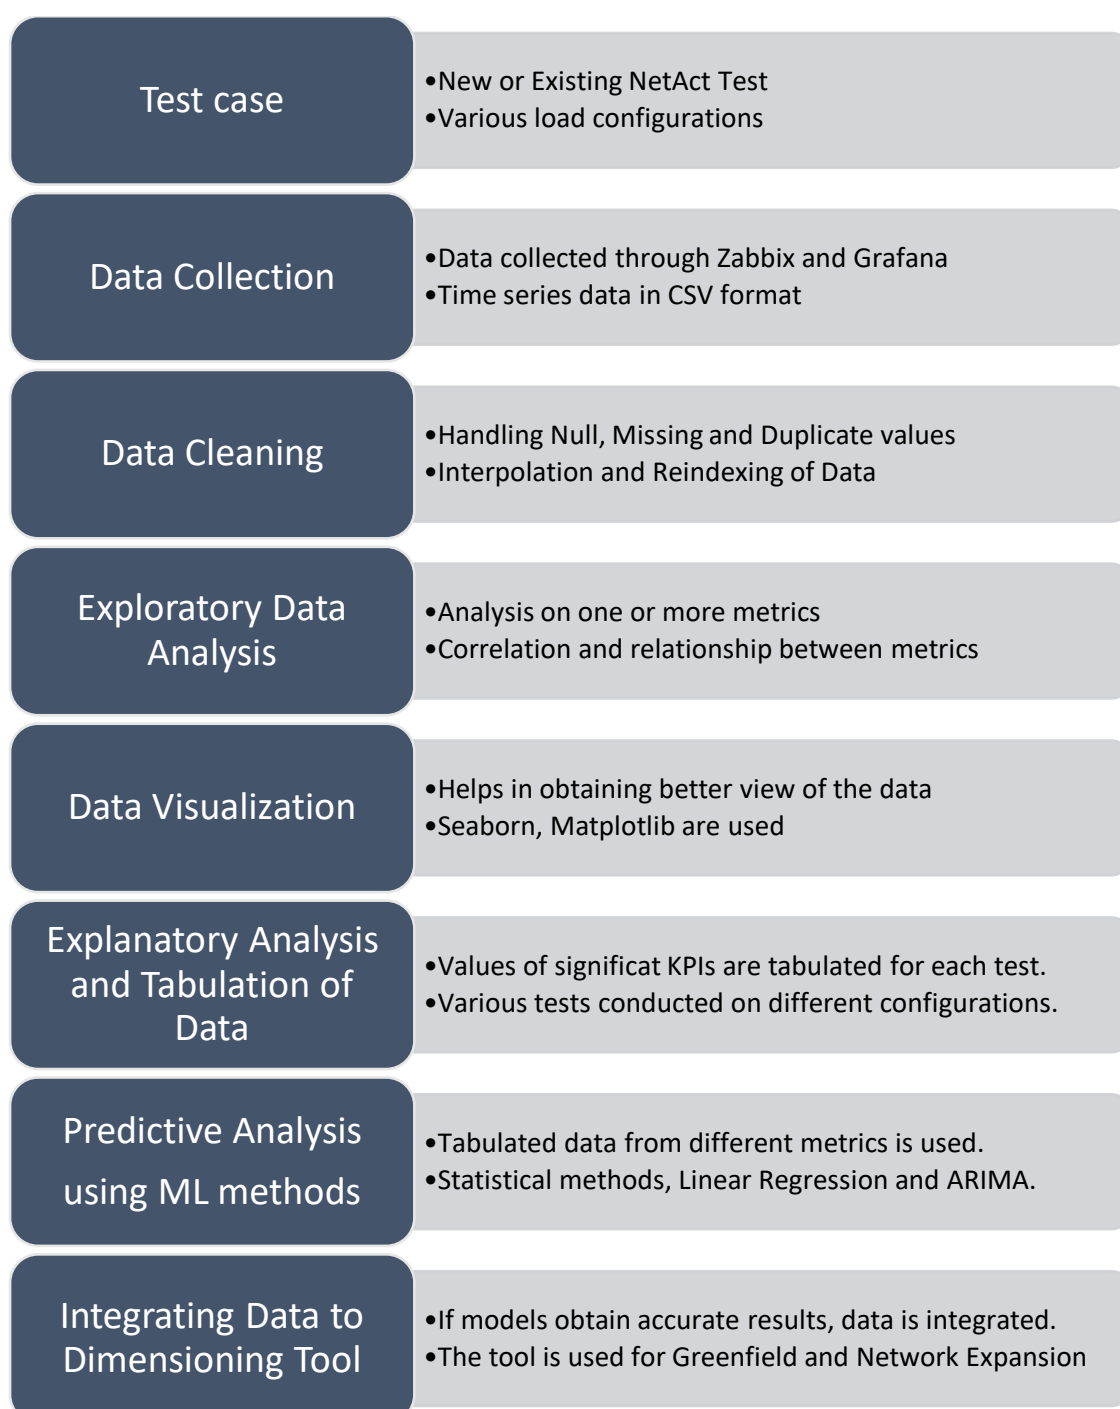 Test case
•New or Existing NetAct Test
•Various load configurations
Data Collection
•Data collected through Zabbix and Grafana
•Time series data in CSV format
Data Cleaning
•Handling Null, Missing and Duplicate values
•Interpolation and Reindexing of Data
Exploratory Data
Analysis
•Analysis on one or more metrics
•Correlation and relationship between metrics
Data Visualization
•Helps in obtaining better view of the data
•Seaborn, Matplotlib are used
Explanatory Analysis
and Tabulation of
Data
•Values of significat KPIs are tabulated for each test.
•Various tests conducted on different configurations.
Predictive Analysis
using ML methods
•Tabulated data from different metrics is used.
•Statistical methods, Linear Regression and ARIMA.
Integrating Data to
Dimensioning Tool
•If models obtain accurate results, data is integrated.
•The tool is used for Greenfield and Network Expansion